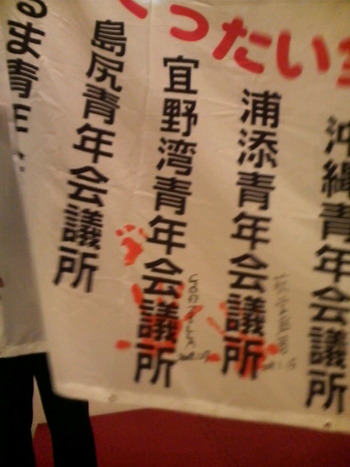 ったい
沖縄青年会議所
浦添青年会議所
宜野湾青年会議所
島尻青年会議所
るま青年